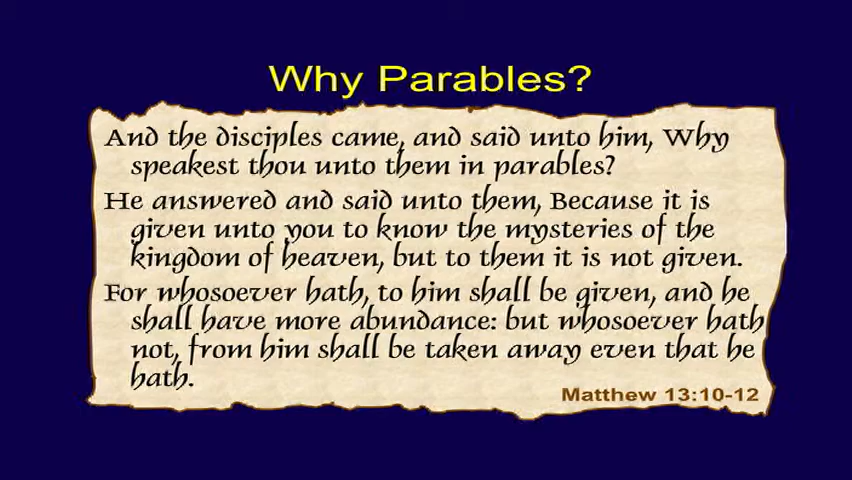 Why Parables?
And the disciples came, and said unto him, Why
speakest thou unto them in parables?
He answered and said unto them, Because it is
given unto you to know the mysteries of the
kingdom of heaven, but to them it is not given.
For whosoever hath, to him shall be given, and he
shall have more abundance: but whosoever hath
not, from him shall be taken away even that he
hath.
Matthew 13:10-12